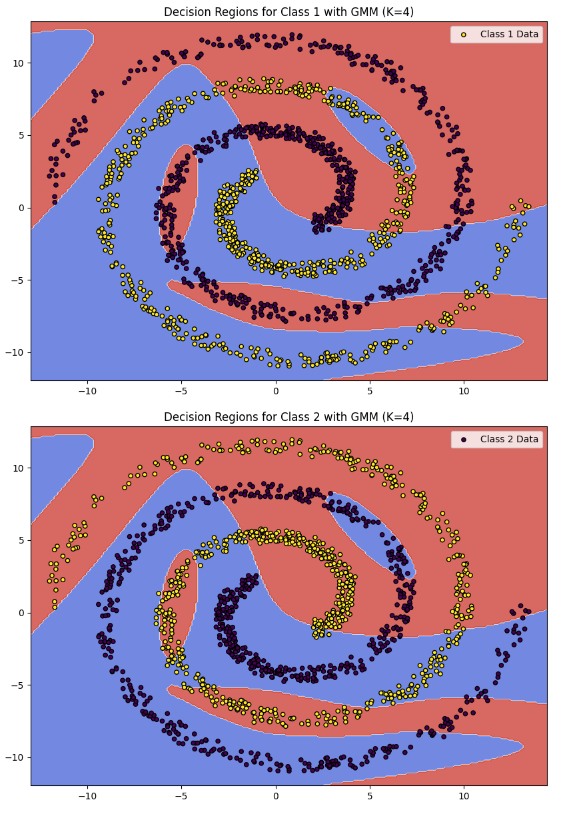 Decision Regions for Class 1 with GMM (K=4)
Class 1 Data
10
5
0
−5
−10
−10 −5 0 5 10
Decision Regions for Class 2 with GMM (K=4)
Class 2 Data
10
5
0
−5
−10
−10 −5 0 5 10